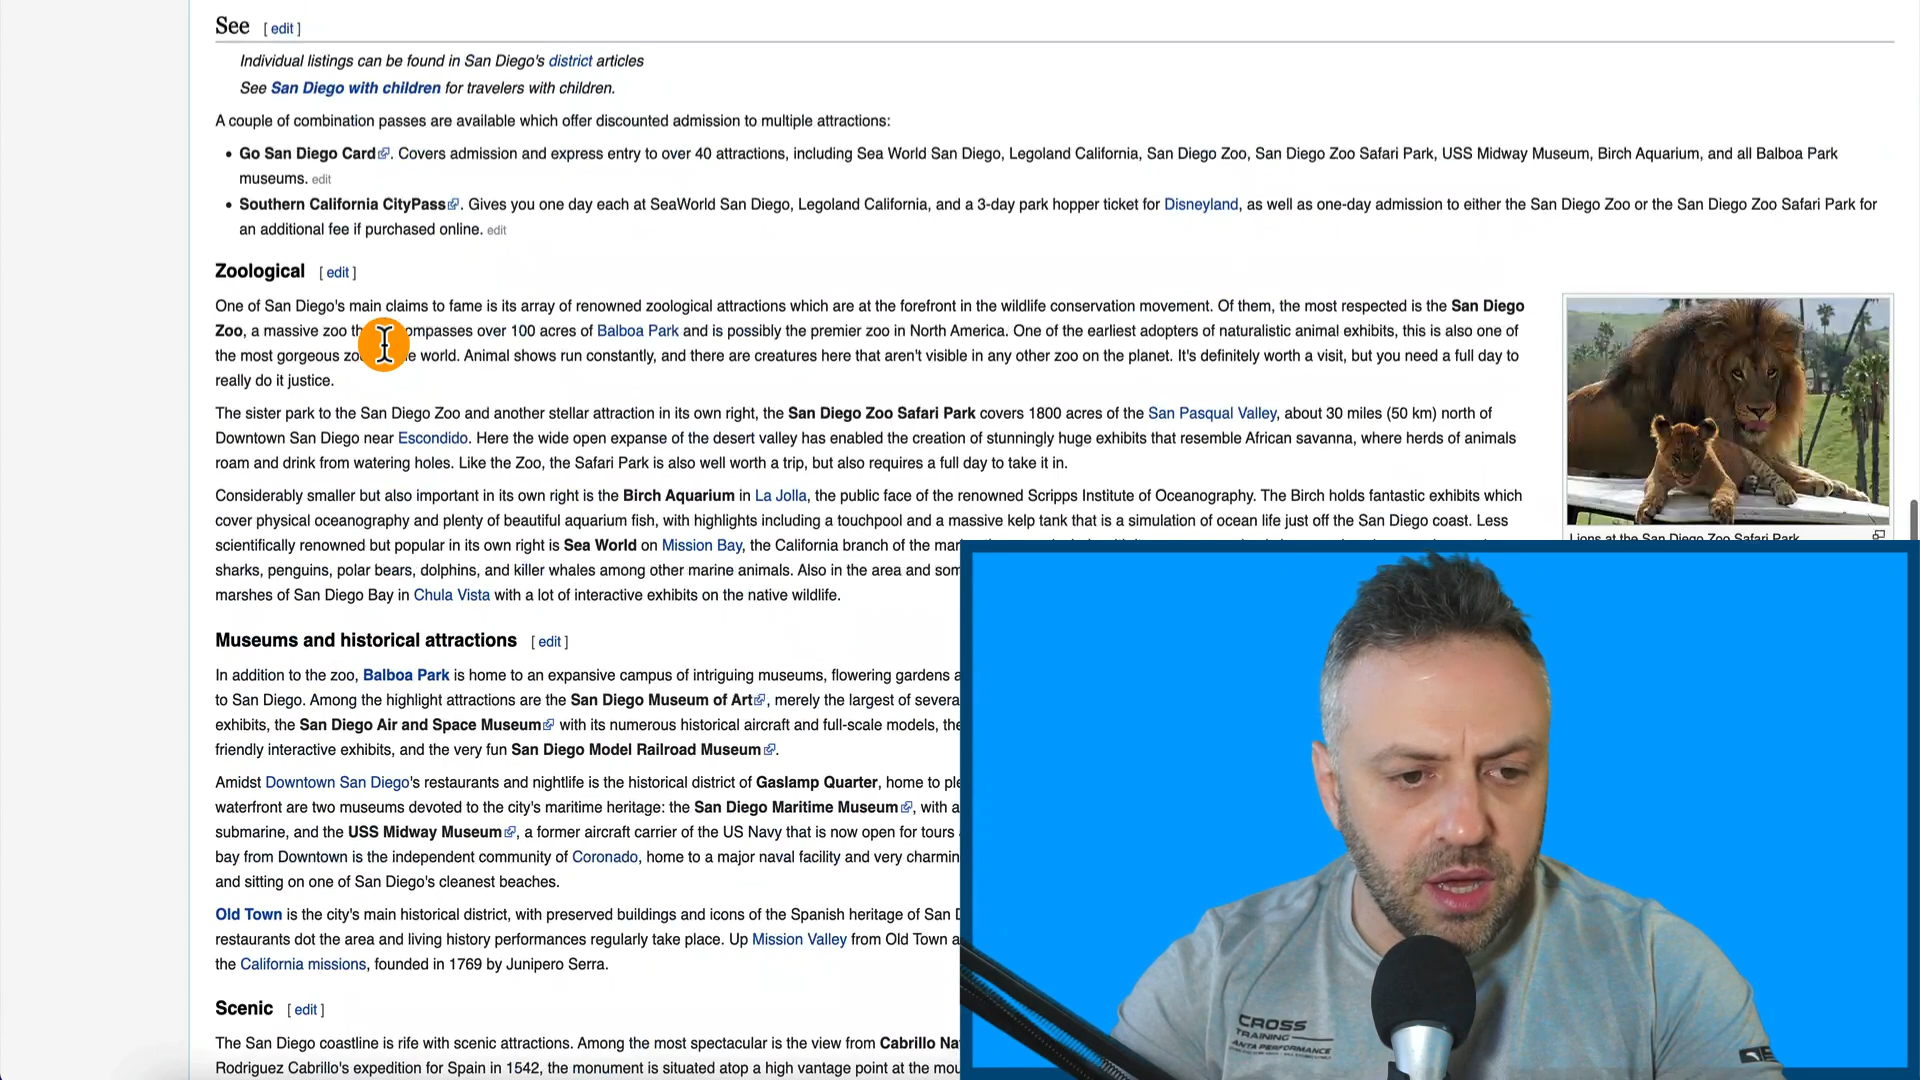 See [ edit ]
Individual listings can be found in San Diego's district articles
See San Diego with children for travelers with children.
A couple of combination passes are available which offer discounted admission to multiple attractions:
Go San Diego Card. Covers admission and express entry to over 40 attractions, including Sea World San Diego, Legoland California, San Diego Zoo, San Diego Zoo Safari Park, USS Midway Museum, Birch Aquarium, and all Balboa Park
museums. edit
Southern California CityPass. Gives you one day each at SeaWorld San Diego, Legoland California, and a 3-day park hopper ticket for Disneyland, as well as one-day admission to either the San Diego Zoo or the San Diego Zoo Safari Park for
an additional fee if purchased online. edit
Zoological [ edit ]
One of San Diego's main claims to fame is its array of renowned zoological attractions which are at the forefront in the wildlife conservation movement. Of them, the most respected is the San Diego
Zoo, a massive zoo over 100 acres of Balboa Park and is possibly the premier zoo in North America. One of the earliest adopters of naturalistic animal exhibits, this is also one of
the most gorgeous world. Animal shows run constantly, and there are creatures here that aren't visible in any other zoo on the planet. It's definitely worth a visit, but you need a full day to
really do it justice.
The sister park to the San Diego Zoo and another stellar attraction in its own right, the San Diego Zoo Safari Park covers 1800 acres of the San Pasqual Valley, about 30 miles (50 km) north of
Downtown San Diego near Escondido. Here the wide open expanse of the desert valley has enabled the creation of stunningly huge exhibits that resemble African savanna, where herds of animals
roam and drink from watering holes. Like the Zoo, the Safari Park is also well worth a trip, but also requires a full day to take it in.
Considerably smaller but also important in its own right is the Birch Aquarium in La Jolla, the public face of the renowned Scripps Institute of Oceanography. The Birch holds fantastic exhibits which
cover physical oceanography and plenty of beautiful aquarium fish, with highlights including a touchpool and a massive kelp tank that is a simulation of ocean life just off the San Diego coast. Less
scientifically renowned but popular in its own right is Sea World on Mission Bay, the California branch of the
sharks, penguins, polar bears, dolphins, and killer whales among other marine animals. Also in the area and
marshes of San Diego Bay in Chula Vista with a lot of interactive exhibits on the native wildlife.
Lions at the San Diego Zoo Safari Park
Museums and historical attractions [ edit ]
In addition to the zoo, Balboa Park is home to an expansive campus of intriguing museums, flowering gardens
to San Diego. Among the highlight attractions are the San Diego Museum of Art, merely the largest of
exhibits, the San Diego Air and Space Museum with its numerous historical aircraft and full-scale models,
friendly interactive exhibits, and the very fun San Diego Model Railroad Museum.
Amidst Downtown San Diego's restaurants and nightlife is the historical district of Gaslamp Quarter, home to
waterfront are two museums devoted to the city's maritime heritage: the San Diego Maritime Museum, with a
submarine, and the USS Midway Museum, a former aircraft carrier of the US Navy that is now open for tours
bay from Downtown is the independent community of Coronado, home to a major naval facility and very
and sitting on one of San Diego's cleanest beaches.
Old Town is the city's main historical district, with preserved buildings and icons of the Spanish heritage of San
restaurants dot the area and living history performances regularly take place. Up Mission Valley from Old Town
the California missions, founded in 1769 by Junipero Serra.
Scenic [ edit ]
The San Diego coastline is rife with scenic attractions. Among the most spectacular is the view from Cabrillo
Rodriguez Cabrillo's expedition for Spain in 1542, the monument is situated atop a high vantage point at the
CROSS
TRAINING
ANTA PERFORMANCE